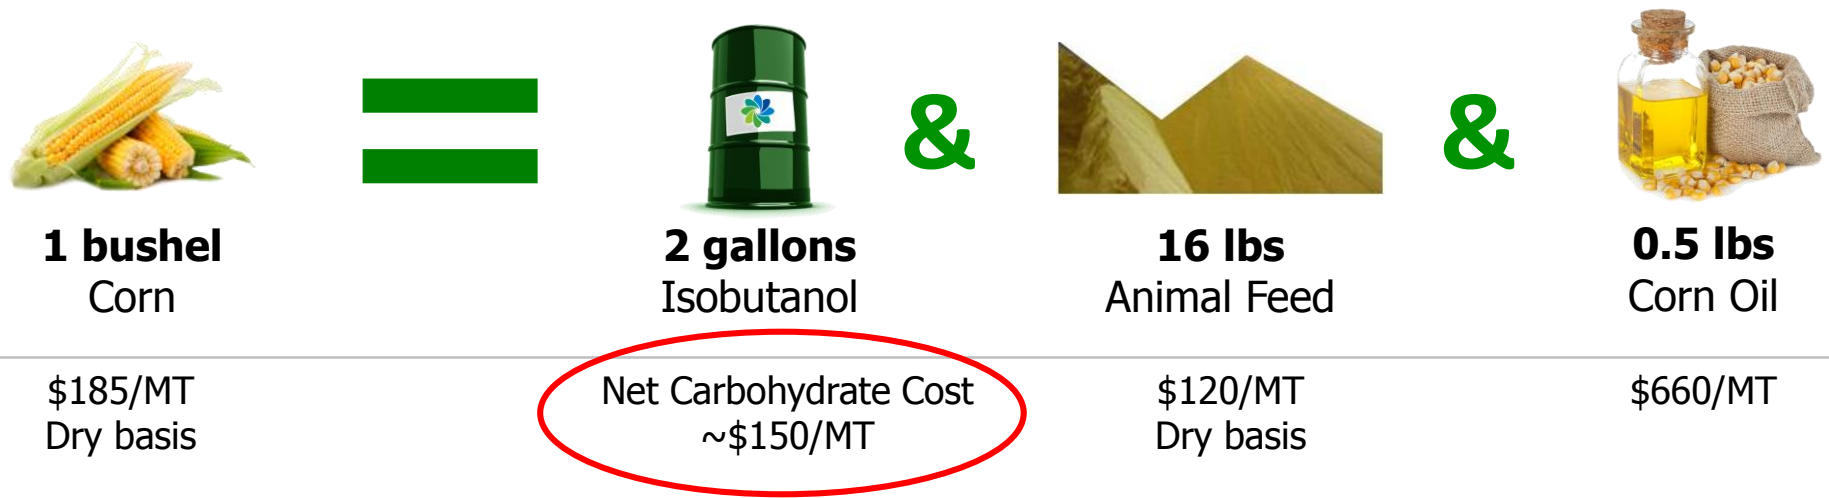 &
&
1 bushel
Corn
2 gallons
Isobutanol
16 lbs
Animal Feed
0.5 lbs
Corn Oil
$185/MT
Dry basis
Net Carbohydrate Cost
~$150/MT
$120/MT
Dry basis
$660/MT